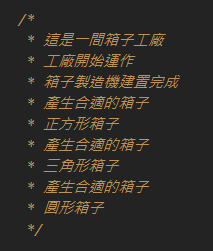 /*
* 這是一間箱子工廠
* 工廠開始運作
* 箱子製造機建置完成
* 產生合適的箱子
* 正方形箱子
* 產生合適的箱子
* 三角形箱子
* 產生合適的箱子
* 圓形箱子
*/